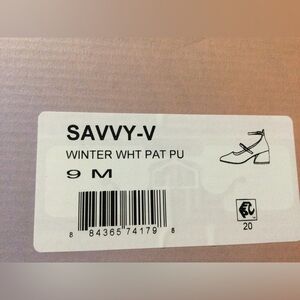 SAVVY-V
WINTER WHT PAT PU
9 M
8 84365 74179 8
20